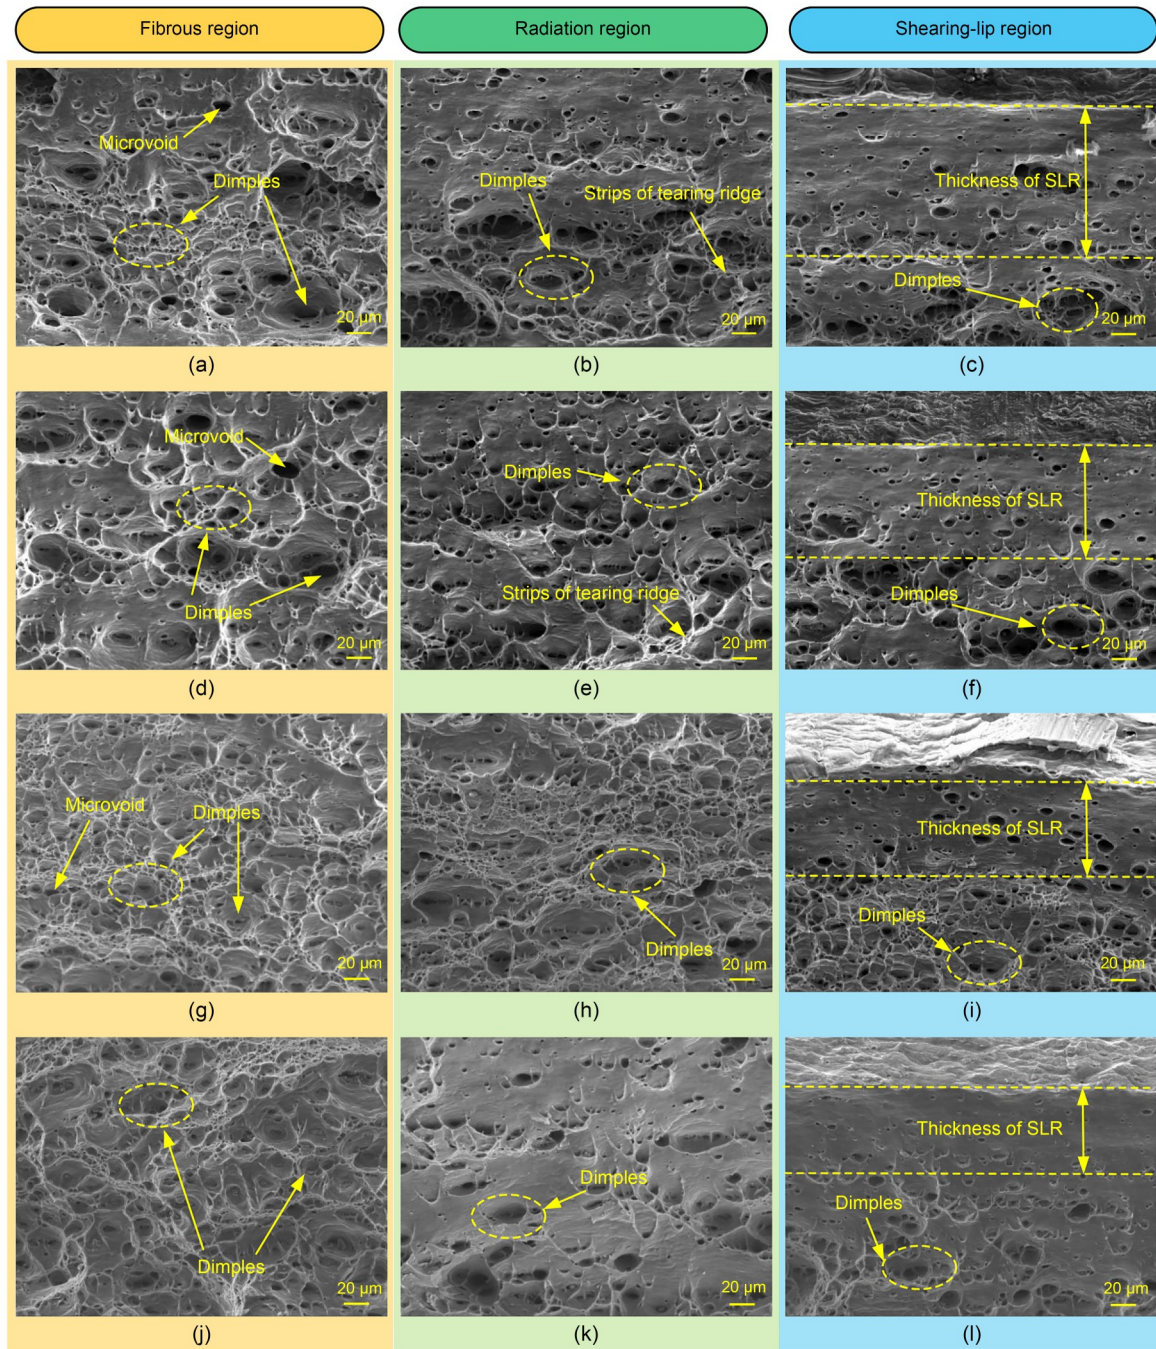 Fibrous region
Radiation region
Shearing-lip region
Microvoid
Dimples
20 µm
(a)
Dimples
Strips of tearing ridge
20 µm
(b)
Thickness of SLR
Dimples
20 µm
(c)
Microvoid
Dimples
20 µm
(d)
Dimples
Strips of tearing ridge
20 µm
(e)
Thickness of SLR
Dimples
20 µm
(f)
Microvoid
Dimples
20 µm
(g)
Dimples
20 µm
(h)
Thickness of SLR
Dimples
20 µm
(i)
Dimples
20 µm
(j)
Dimples
20 µm
(k)
Thickness of SLR
Dimples
20 µm
(l)